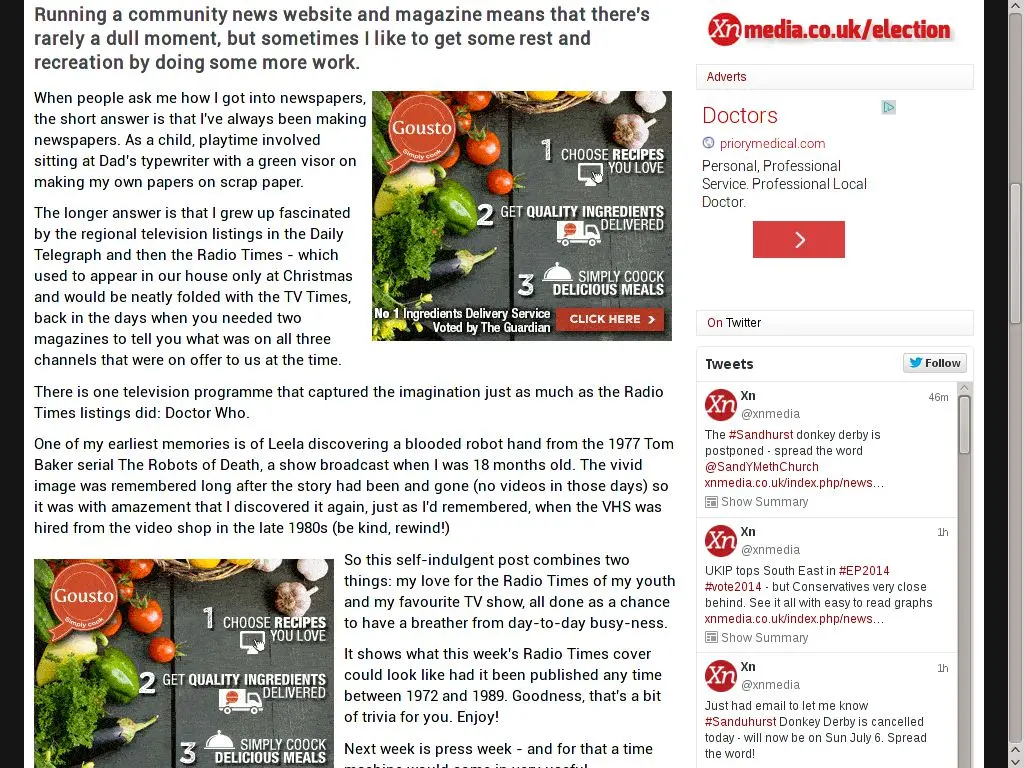 Running a community news website and magazine means that there's
rarely a dull moment, but sometimes I like to get some rest and
recreation by doing some more work.
When people ask me how I got into newspapers,
the short answer is that I've always been making
newspapers. As a child, playtime involved
sitting at Dad's typewriter with a green visor on
making my own papers on scrap paper.
The longer answer is that I grew up fascinated
by the regional television listings in the Daily
Telegraph and then the Radio Times - which
used to appear in our house only at Christmas
and would be neatly folded with the TV Times,
back in the days when you needed two
magazines to tell you what was on all three
channels that were on offer to us at the time.
Gousto
Simply cook
1 CHOOSE RECIPES
YOU LOVE
2 GET QUALITY INGREDIENTS
DELIVERED
3 SIMPLY COOCK
DELICIOUS MEALS
No 1 Ingredients Delivery Service
Voted by The Guardian
CLICK HERE >
There is one television programme that captured the imagination just as much as the Radio
Times listings did: Doctor Who.
One of my earliest memories is of Leela discovering a blooded robot hand from the 1977 Tom
Baker serial The Robots of Death, a show broadcast when I was 18 months old. The vivid
image was remembered long after the story had been and gone (no videos in those days) so
it was with amazement that I discovered it again, just as I'd remembered, when the VHS was
hired from the video shop in the late 1980s (be kind, rewind!)
Gousto
Simply cook
1 CHOOSE RECIPES
YOU LOVE
2 GET QUALITY INGREDIENTS
DELIVERED
3 SIMPLY COOCK
DELICIOUS MEALS
So this self-indulgent post combines two
things: my love for the Radio Times of my youth
and my favourite TV show, all done as a chance
to have a breather from day-to-day busy-ness.
It shows what this week's Radio Times cover
could look like had it been published any time
between 1972 and 1989. Goodness, that's a bit
of trivia for you. Enjoy!
Next week is press week - and for that a time
machine would come in very useful
Xn media.co.uk/election
Adverts
Doctors
priorymedical.com
Personal, Professional
Service. Professional Local
Doctor.
On Twitter
Tweets
Follow
Xn
Xn
46m
@xnmedia
The #Sandhurst donkey derby is
postponed - spread the word
@SandYMethChurch
xnmedia.co.uk/index.php/news…
Show Summary
Xn
Xn
1h
@xnmedia
UKIP tops South East in #EP2014
#vote2014 - but Conservatives very close
behind. See it all with easy to read graphs
xnmedia.co.uk/index.php/news…
Show Summary
Xn
Xn
1h
@xnmedia
Just had email to let me know
#Sanduhurst Donkey Derby is cancelled
today - will now be on Sun July 6. Spread
the word!